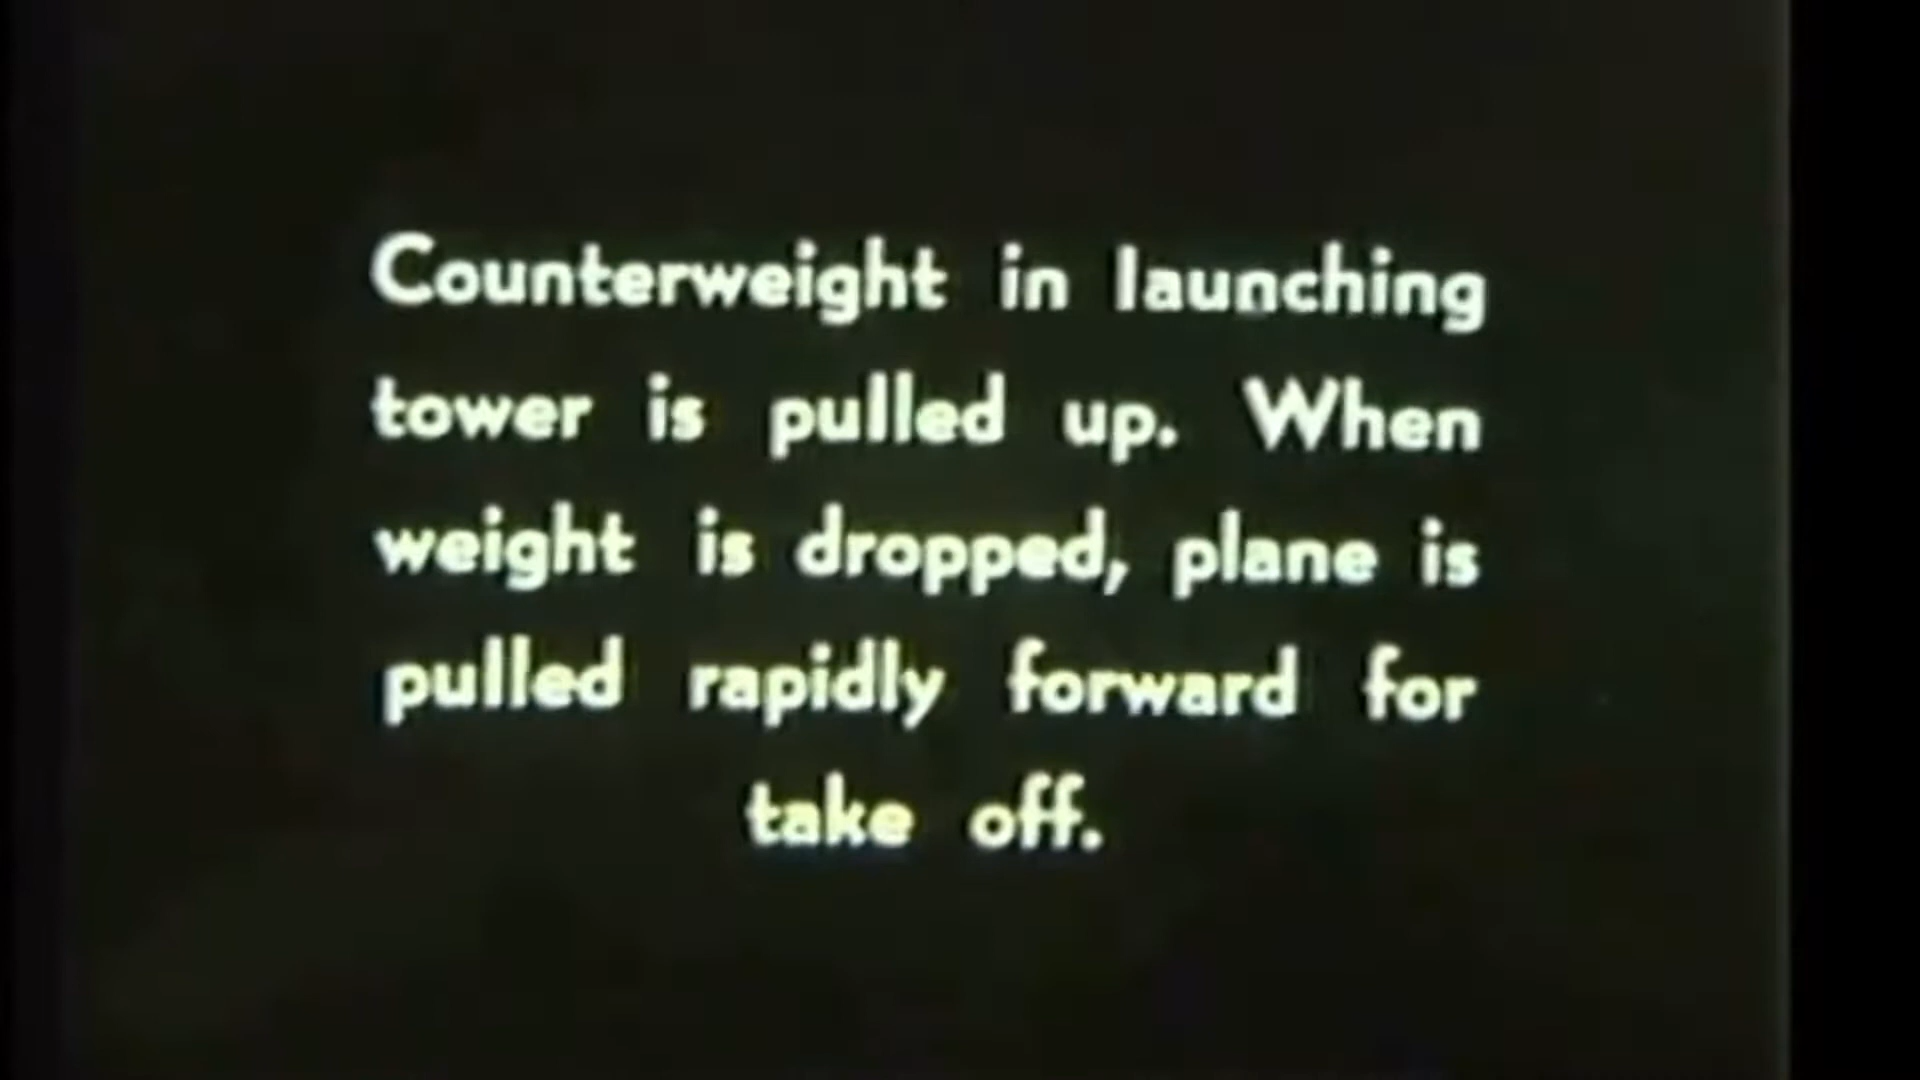 Counterweight in launching
tower is pulled up. When
weight is dropped, plane is
pulled rapidly forward for
take off.